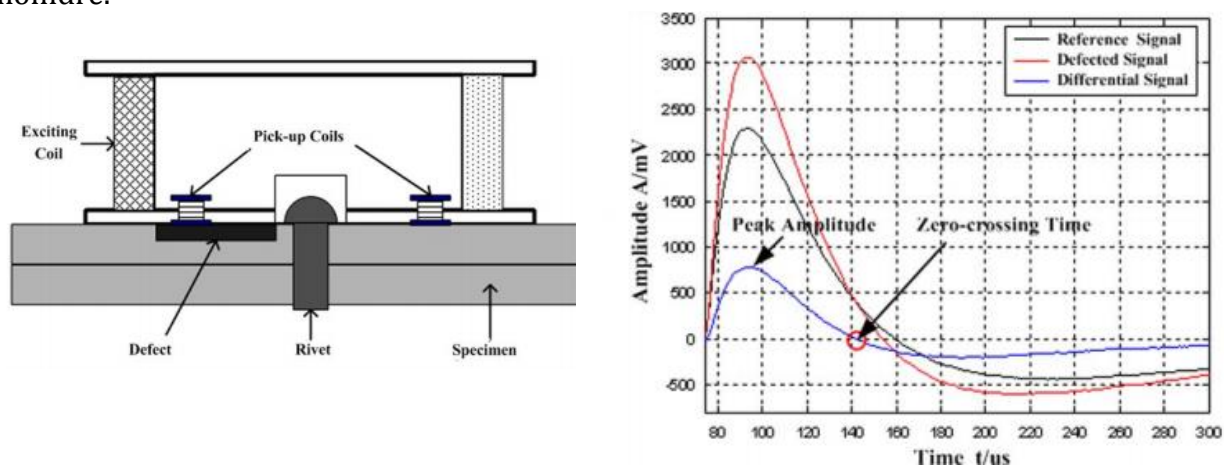 Exciting
Coil
Pick-up Coils
Defect
Rivet
Specimen
3500
3000
2500
2000
1500
1000
500
0
-500
Amplitude A/mV
Reference Signal
Defected Signal
Differential Signal
Peak Amplitude
Zero-crossing Time
80 100 120 140 160 180 200 220 240 260 280 300
Time t/us